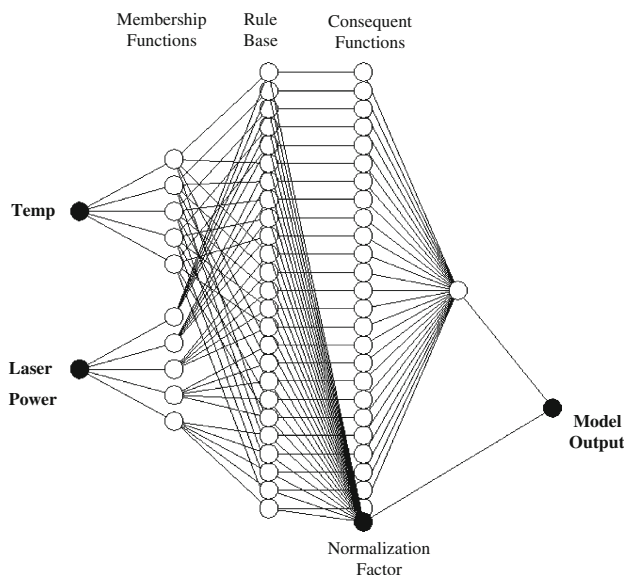 Membership
Functions
Rule
Base
Consequent
Functions
Temp
Laser
Power
Model
Output
Normalization
Factor